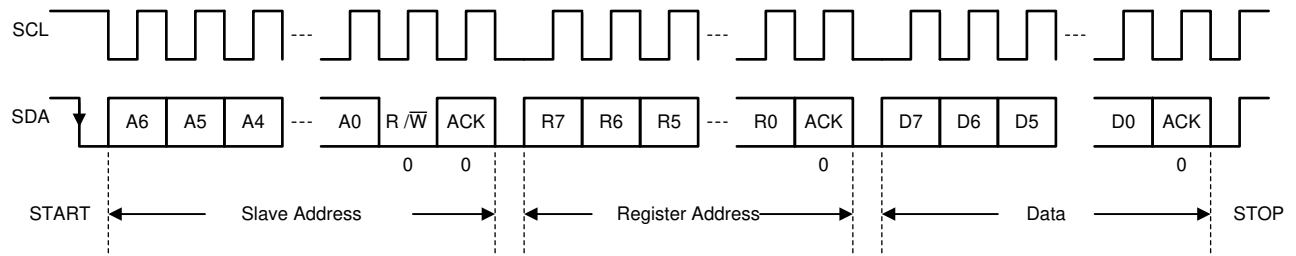 SCL --- --- ---
SDA A6 A5 A4 --- A0 R /W̅ ACK R7 R6 R5 --- R0 ACK D7 D6 D5 D0 ACK
0 0 0 0
START Slave Address Register Address Data STOP